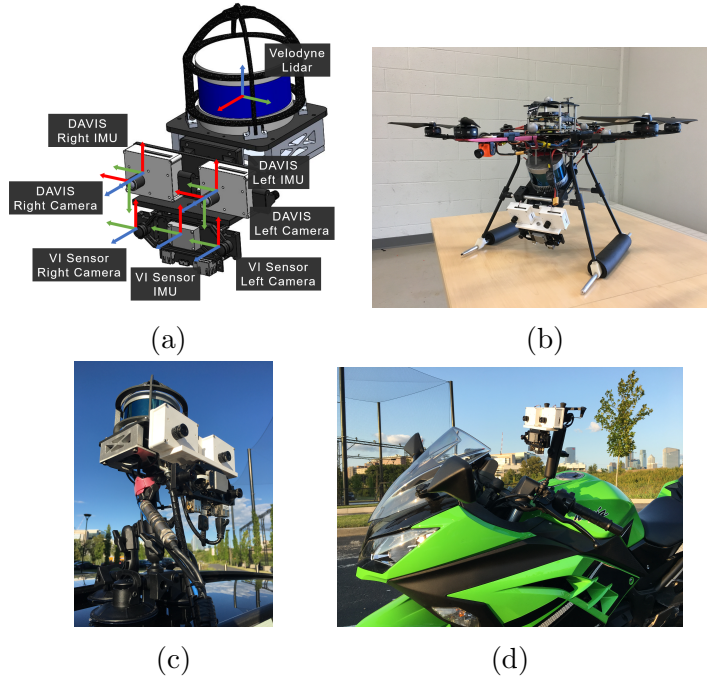 Velodyne
Lidar
DAVIS
Right IMU
DAVIS
Left IMU
DAVIS
Right Camera
DAVIS
Left Camera
VI Sensor
Right Camera
VI Sensor
IMU
VI Sensor
Left Camera
(a)
(b)
(c)
(d)